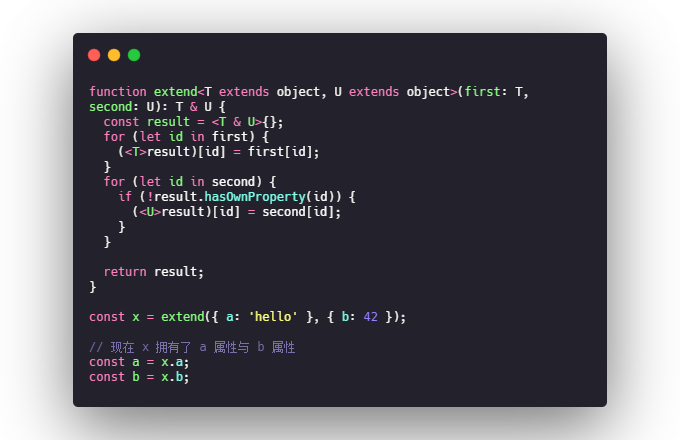 function extend<T extends object, U extends object>(first: T,
second: U): T & U {
  const result = <T & U>{};
  for (let id in first) {
    (<T>result)[id] = first[id];
  }
  for (let id in second) {
    if (!result.hasOwnProperty(id)) {
      (<U>result)[id] = second[id];
    }
  }

  return result;
}

const x = extend({ a: 'hello' }, { b: 42 });

// 现在 x 拥有了 a 属性与 b 属性
const a = x.a;
const b = x.b;